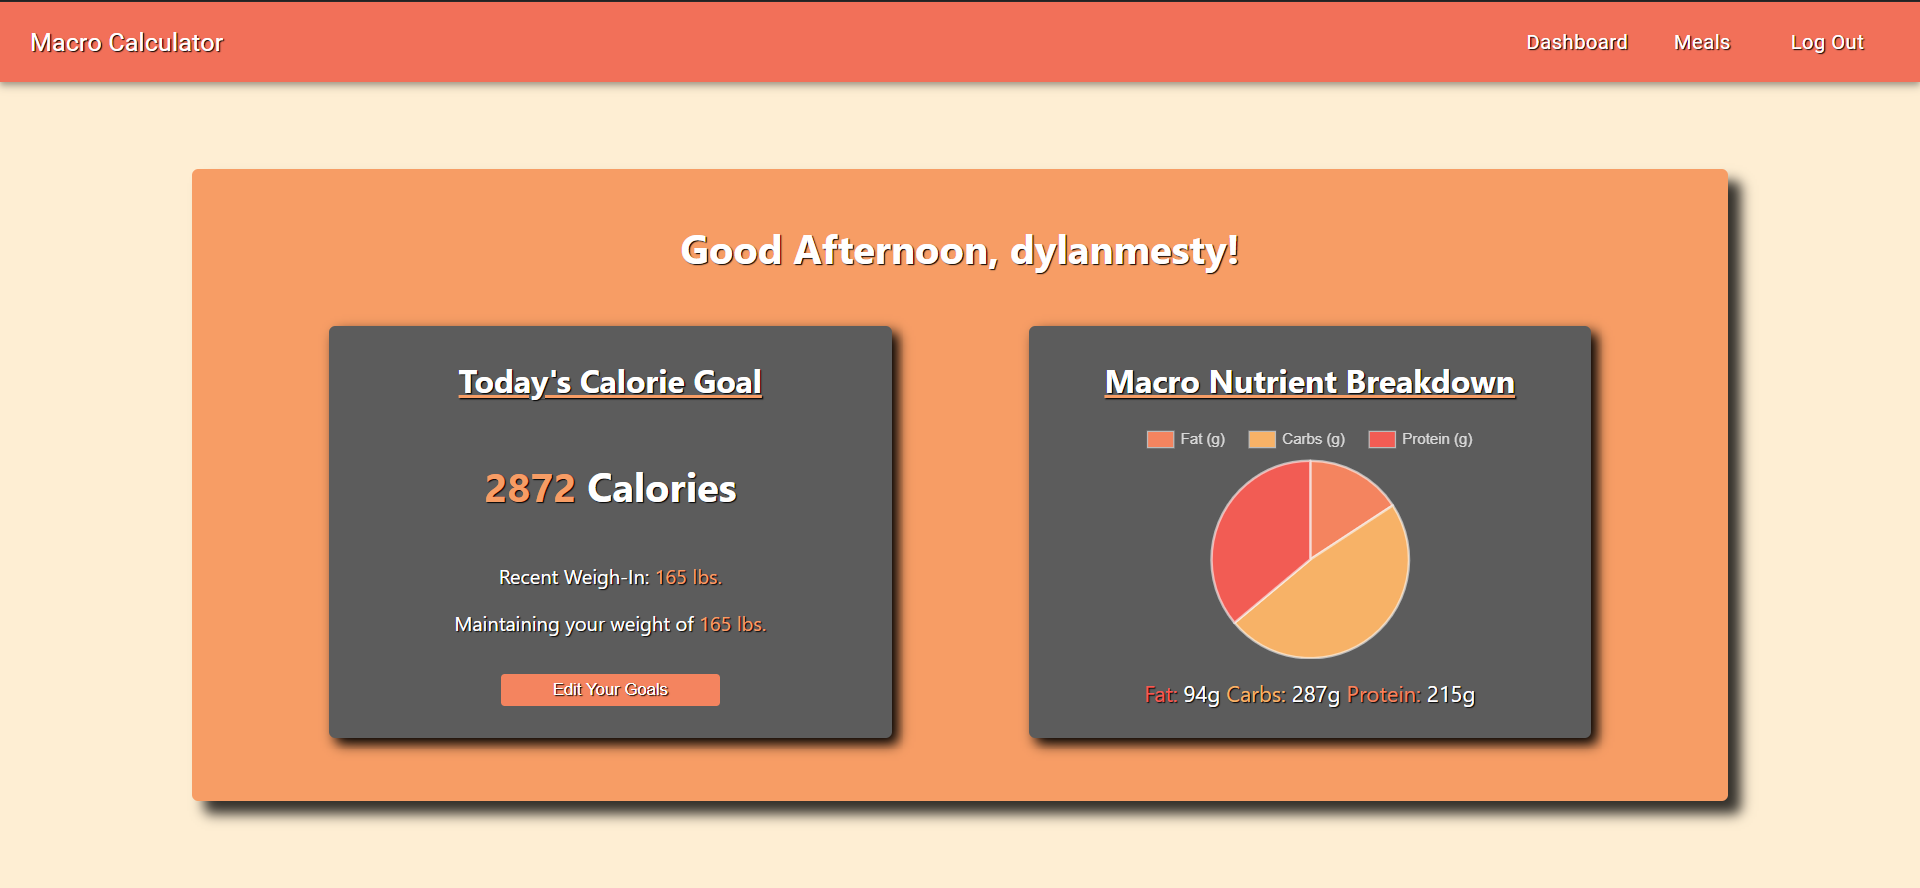 Macro Calculator
Dashboard Meals Log Out
Good Afternoon, dylanmesty!
Today's Calorie Goal
2872 Calories
Recent Weigh-In: 165 lbs.
Maintaining your weight of 165 lbs.
Edit Your Goals
Macro Nutrient Breakdown
Fat (g) Carbs (g) Protein (g)
Fat: 94g Carbs: 287g Protein: 215g